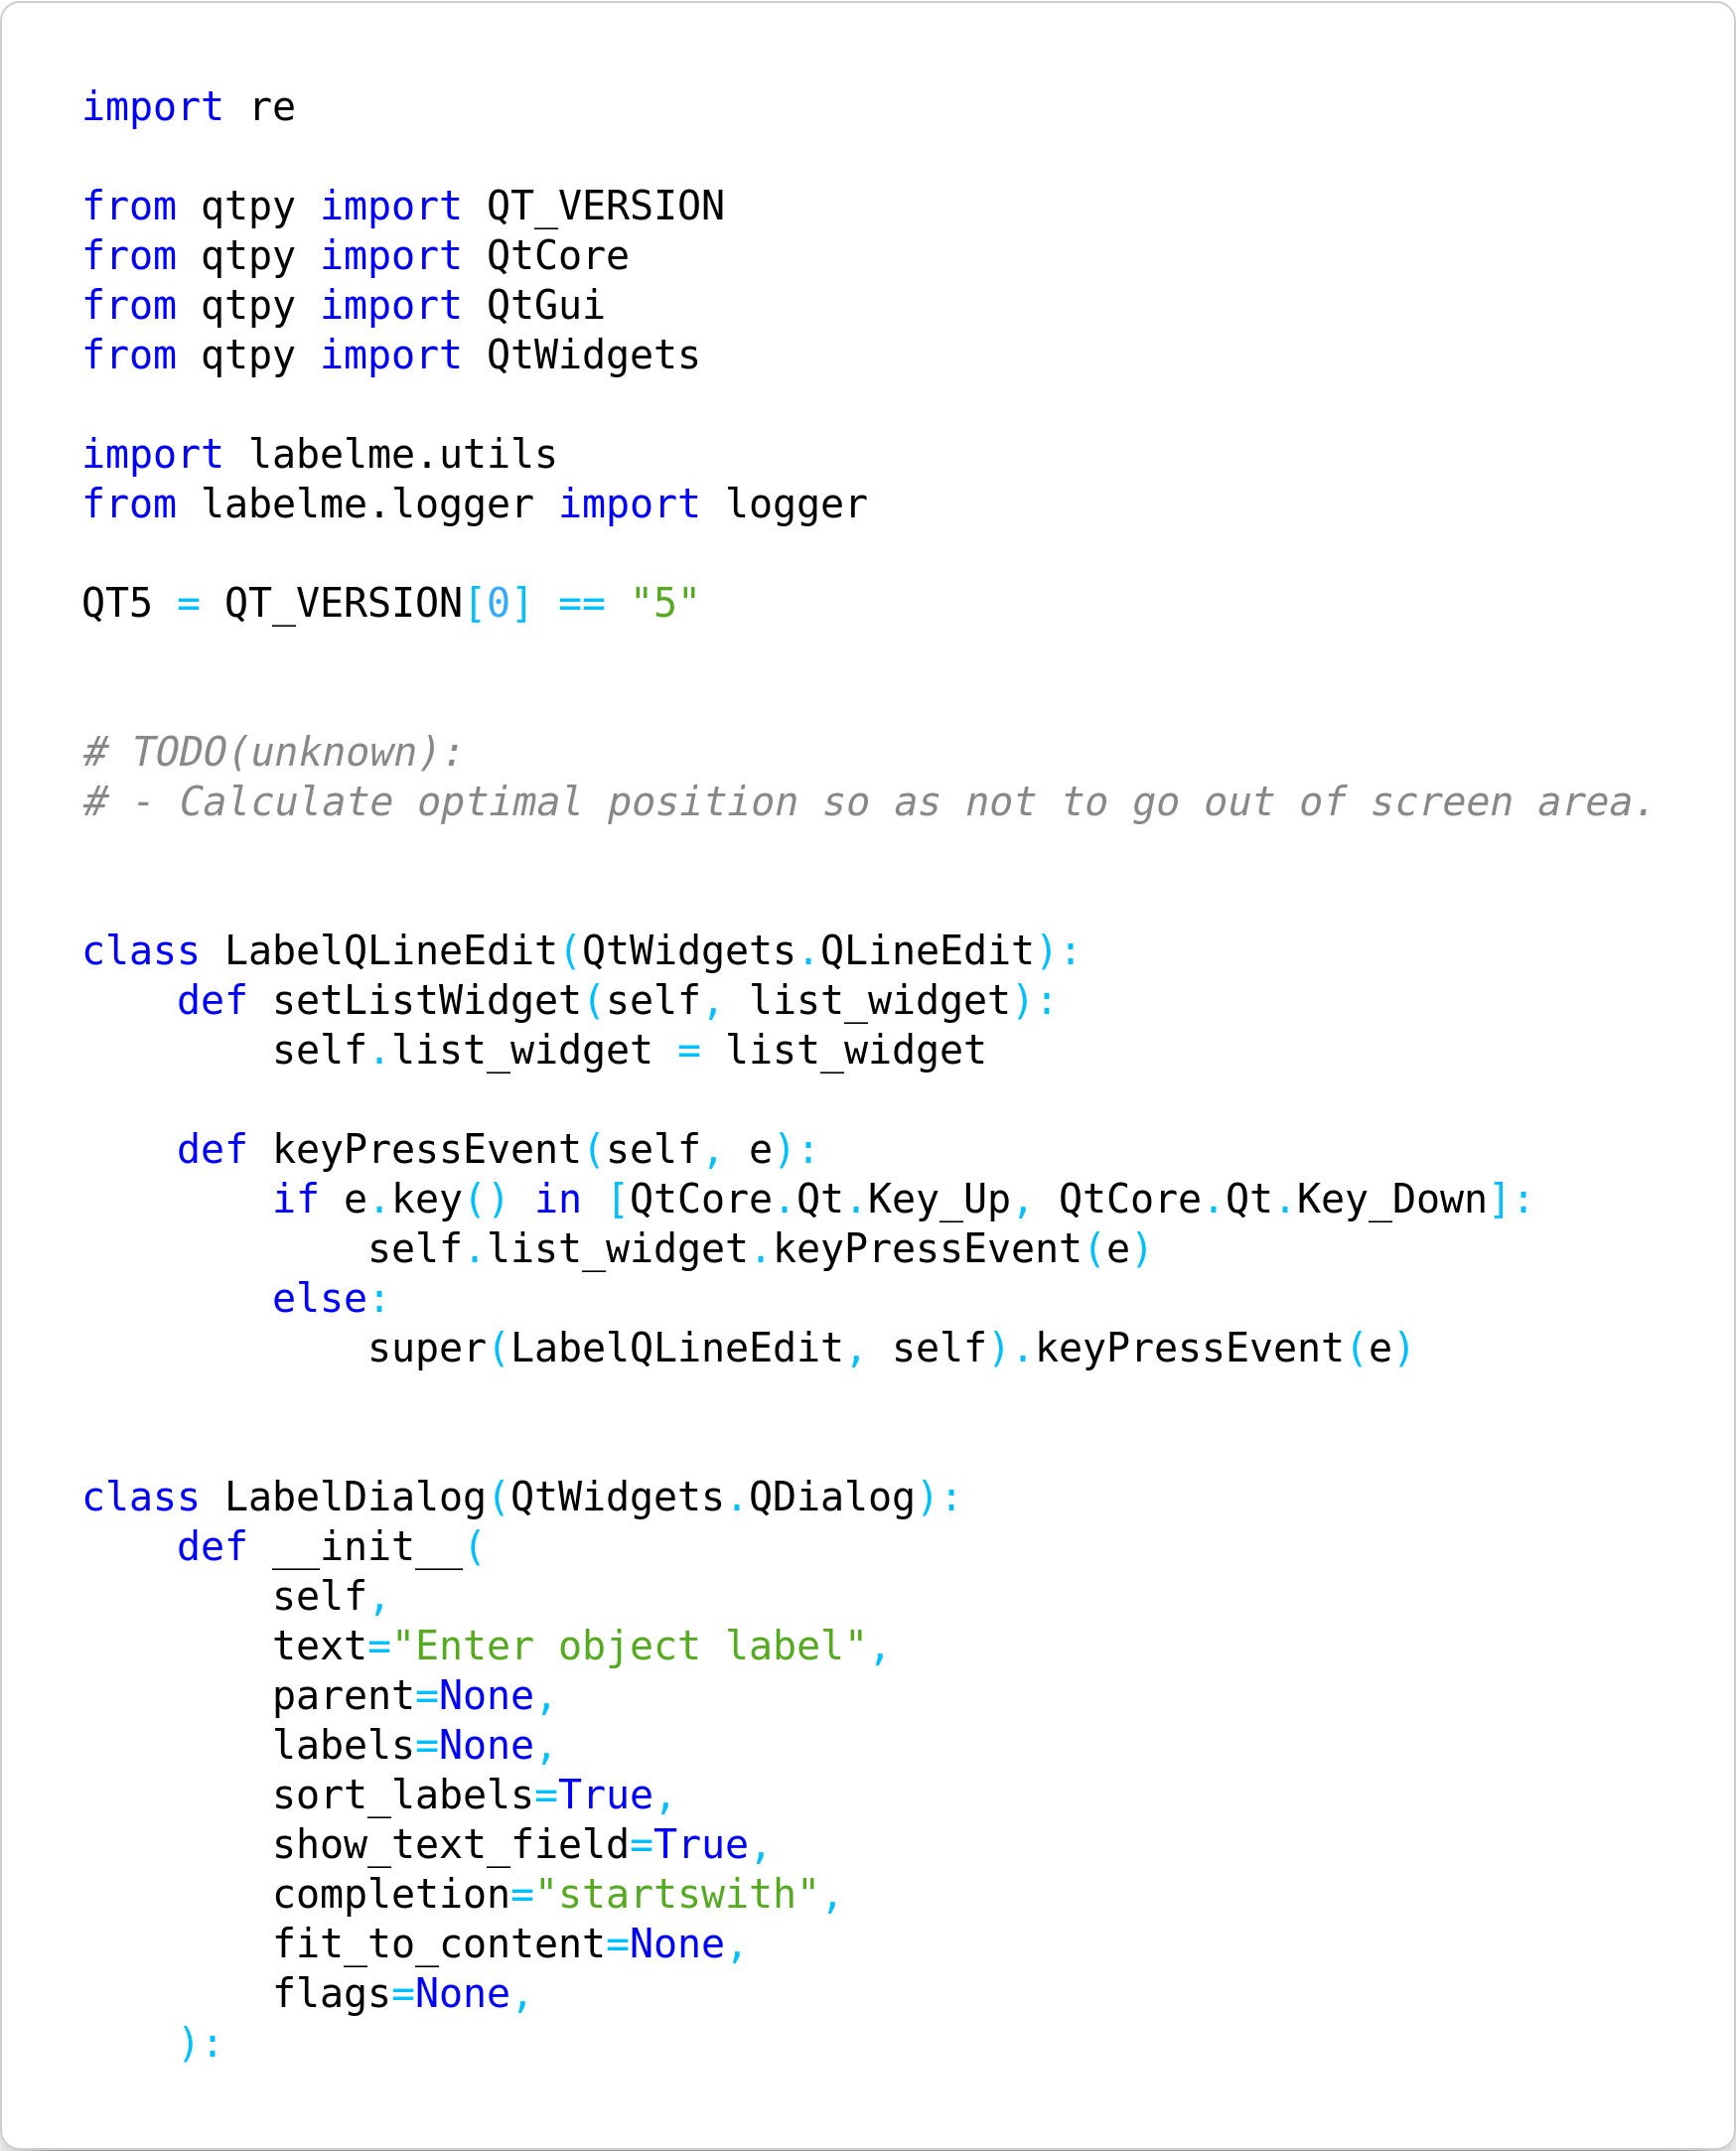 import re

from qtpy import QT_VERSION
from qtpy import QtCore
from qtpy import QtGui
from qtpy import QtWidgets

import labelme.utils
from labelme.logger import logger

QT5 = QT_VERSION[0] == "5"


# TODO(unknown):
# - Calculate optimal position so as not to go out of screen area.


class LabelQLineEdit(QtWidgets.QLineEdit):
    def setListWidget(self, list_widget):
        self.list_widget = list_widget

    def keyPressEvent(self, e):
        if e.key() in [QtCore.Qt.Key_Up, QtCore.Qt.Key_Down]:
            self.list_widget.keyPressEvent(e)
        else:
            super(LabelQLineEdit, self).keyPressEvent(e)


class LabelDialog(QtWidgets.QDialog):
    def __init__(
        self,
        text="Enter object label",
        parent=None,
        labels=None,
        sort_labels=True,
        show_text_field=True,
        completion="startswith",
        fit_to_content=None,
        flags=None,
    ):